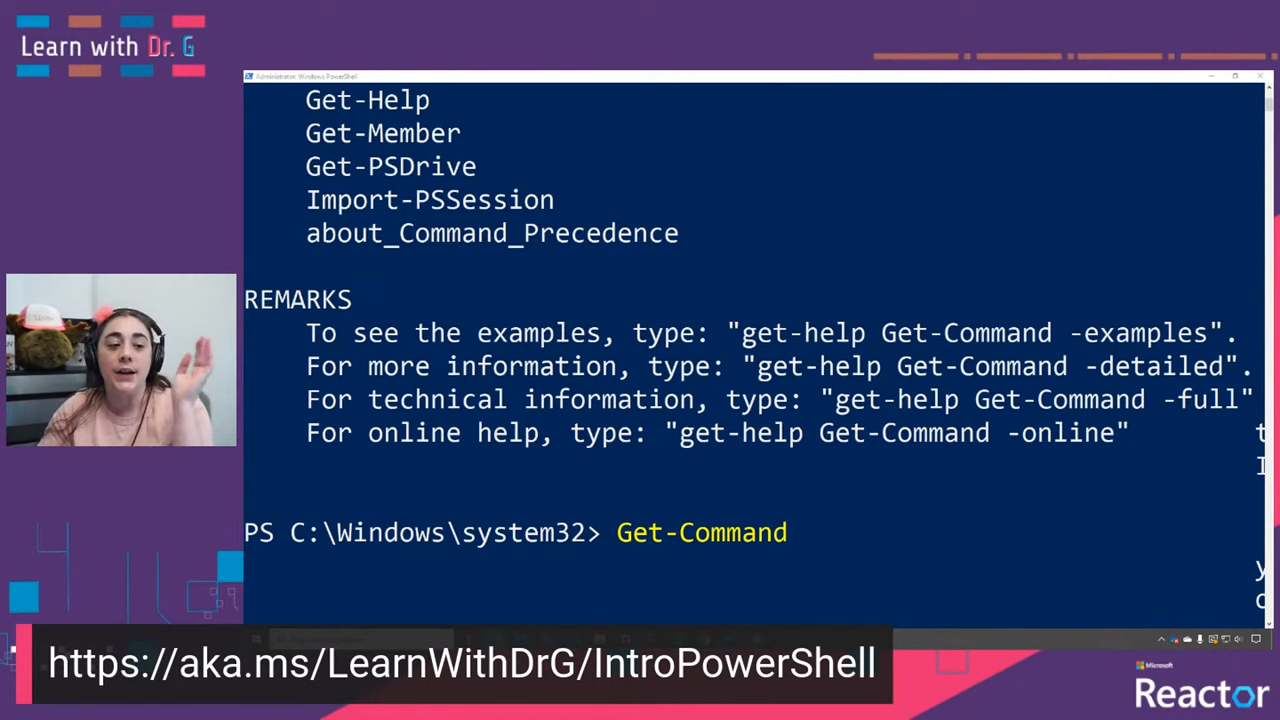 Learn with Dr. G
Administrator: Windows PowerShell
Get-Help
Get-Member
Get-PSDrive
Import-PSSession
about_Command_Precedence
REMARKS
To see the examples, type: "get-help Get-Command -examples".
For more information, type: "get-help Get-Command -detailed".
For technical information, type: "get-help Get-Command -full"
For online help, type: "get-help Get-Command -online"
PS C:\Windows\system32> Get-Command
https://aka.ms/LearnWithDrG/IntroPowerShell
Microsoft
Reactor